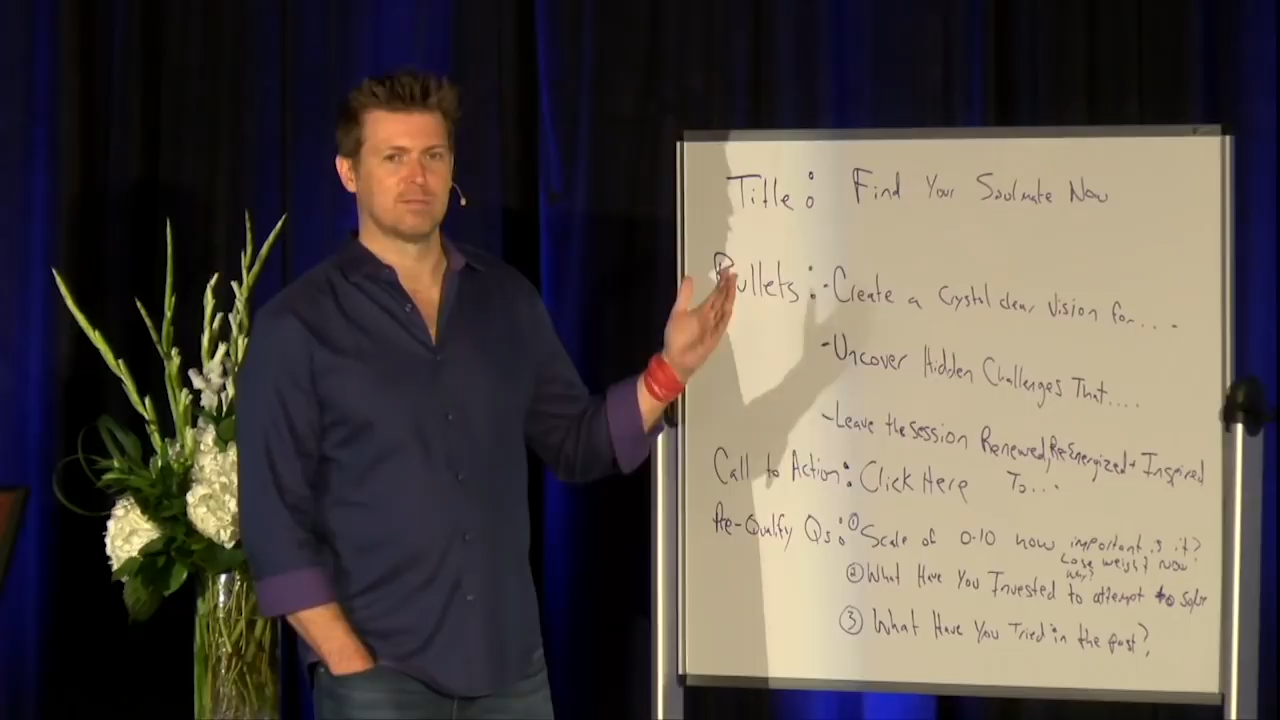 Title: Find Your Soulmate Now
Bullets: - Create a Crystal clear Vision for....
- Uncover Hidden Challenges That....
- Leave the session Renewed, ReEnergized + Inspired
Call to Action: Click Here To...
Pre-Qualify Qs: ① Scale of 0-10 how important is it?
Lose weight now?
why?
② What Have You Invested to attempt to solve
③ What Have You Tried in the past?